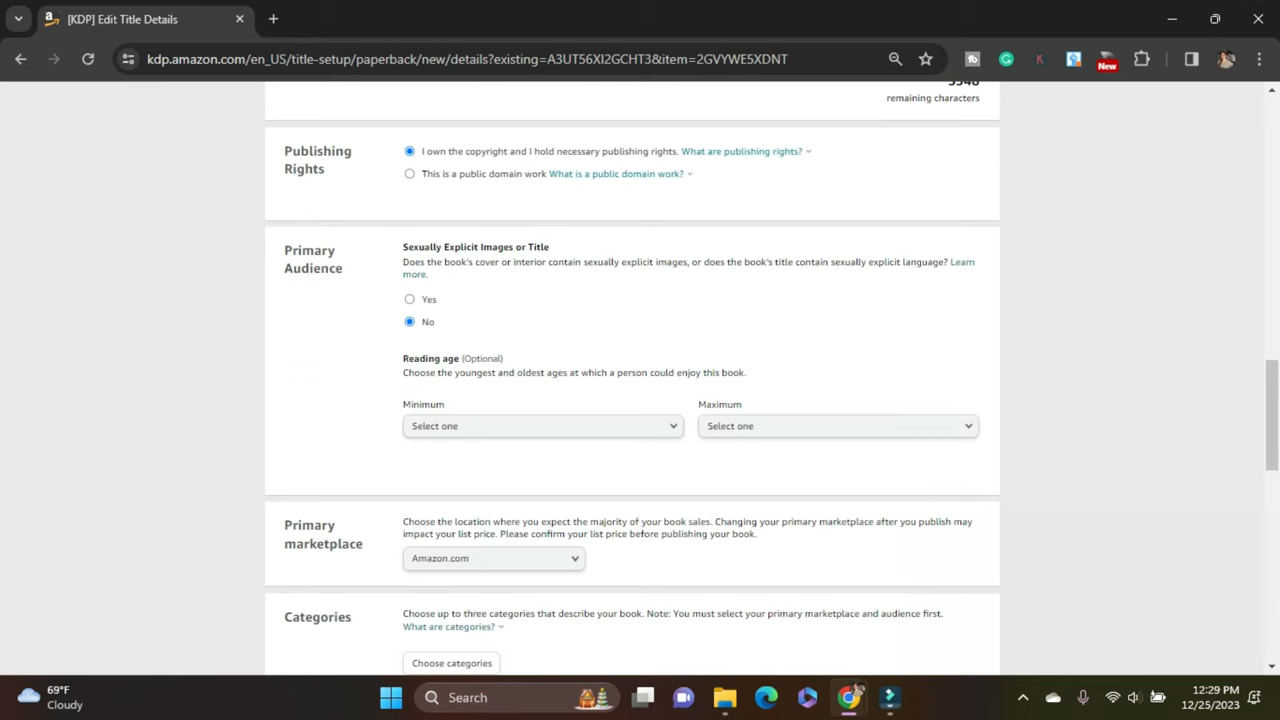 [KDP] Edit Title Details
kdp.amazon.com/en_US/title-setup/paperback/new/details?existing=A3UT56XI2GCHT3&item=2GVYWE5XDNT
New
remaining characters
Publishing
Rights
I own the copyright and I hold necessary publishing rights. What are publishing rights?
This is a public domain work What is a public domain work?
Primary
Audience
Sexually Explicit Images or Title
Does the book's cover or interior contain sexually explicit images, or does the book's title contain sexually explicit language? Learn
more.
Yes
No
Reading age (Optional)
Choose the youngest and oldest ages at which a person could enjoy this book.
Minimum
Maximum
Select one
Select one
Primary
marketplace
Choose the location where you expect the majority of your book sales. Changing your primary marketplace after you publish may
impact your list price. Please confirm your list price before publishing your book.
Amazon.com
Categories
Choose up to three categories that describe your book. Note: You must select your primary marketplace and audience first.
What are categories?
Choose categories
69°F
Cloudy
Search
12:29 PM
12/25/2023